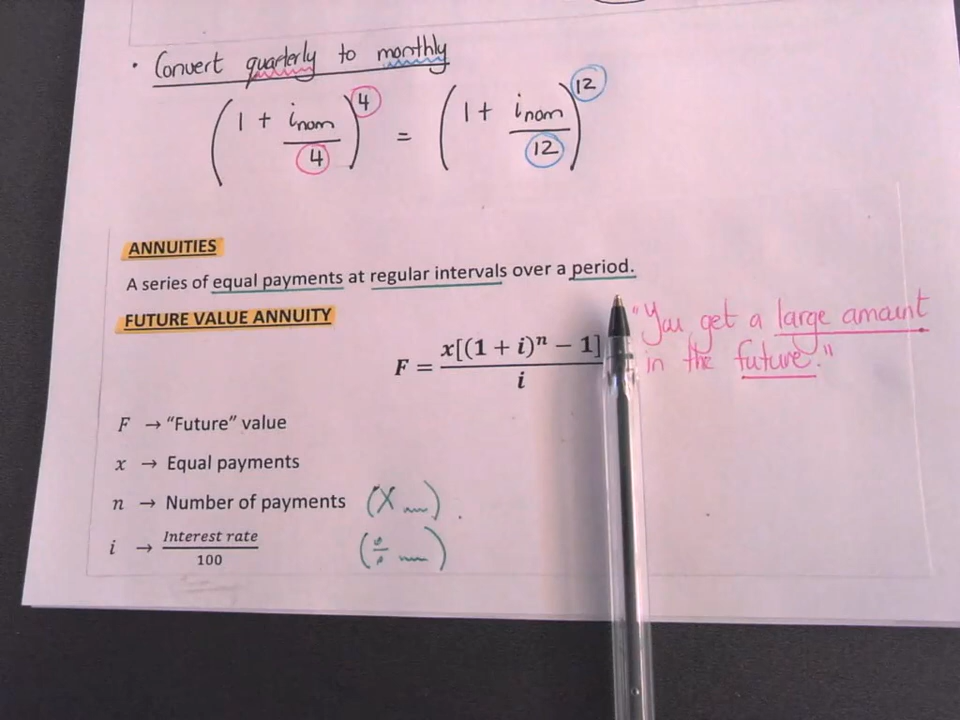 • Convert quarterly to monthly
(1 + i_nom/4)^4 = (1 + i_nom/12)^12
ANNUITIES
A series of equal payments at regular intervals over a period.
FUTURE VALUE ANNUITY
"You get a large amount
in the future."
F = x[(1 + i)^n − 1]/i
F → "Future" value
x → Equal payments
n → Number of payments (×
i → Interest rate/100 (÷